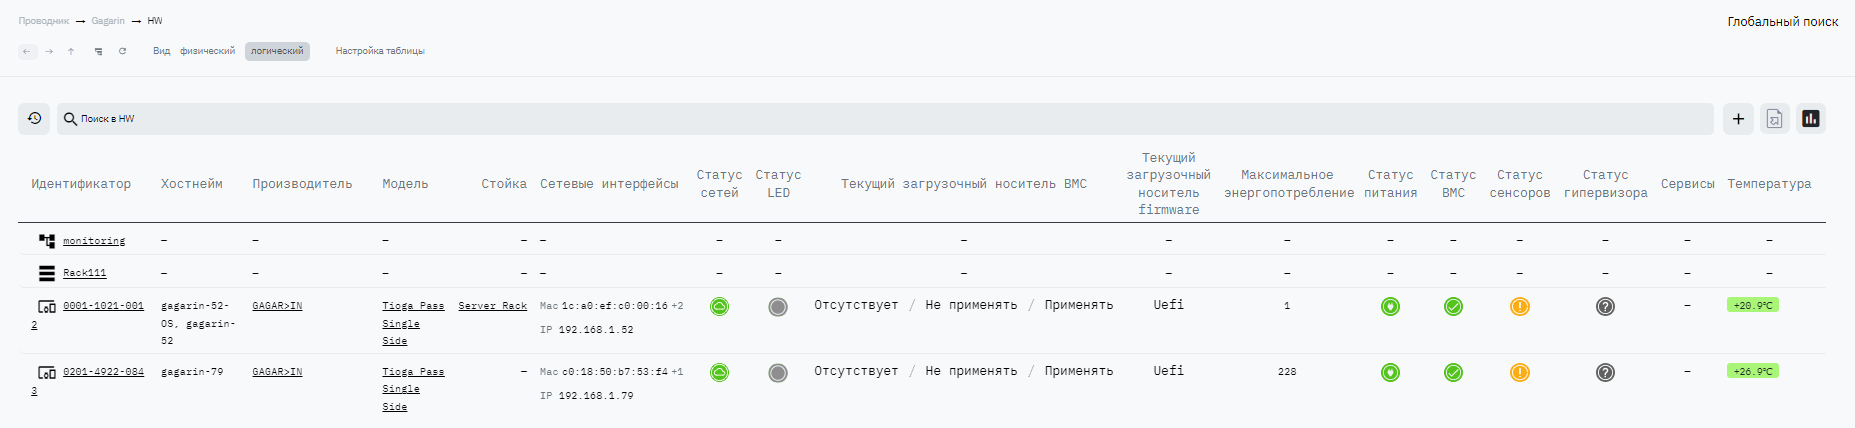 Проводник → Gagarin → HW
Глобальный поиск
Вид физический логический Настройка таблицы
Поиск в HW
Идентификатор Хостнейм Производитель Модель Стойка Сетевые интерфейсы Статус сетей Статус LED Текущий загрузочный носитель BMC Текущий загрузочный носитель firmware Максимальное энергопотребление Статус питания Статус BMC Статус сенсоров Статус гипервизора Сервисы Температура
monitoring – – – – – – – – – – – – – – – –
Rack111 – – – – – – – – – – – – – – – –
0001-1021-001 gagarin-52- GAGAR>IN Tioga Pass Server Rack Mac 1c:a0:ef:c0:00:16 +2 Отсутствует / Не применять / Применять Uefi 1 – +20.9℃
2 OS, gagarin- Single IP 192.168.1.52
52 Side
0201-4922-084 gagarin-79 GAGAR>IN Tioga Pass – Mac c0:18:50:b7:53:f4 +1 Отсутствует / Не применять / Применять Uefi 228 – +26.9℃
3 Single IP 192.168.1.79
Side